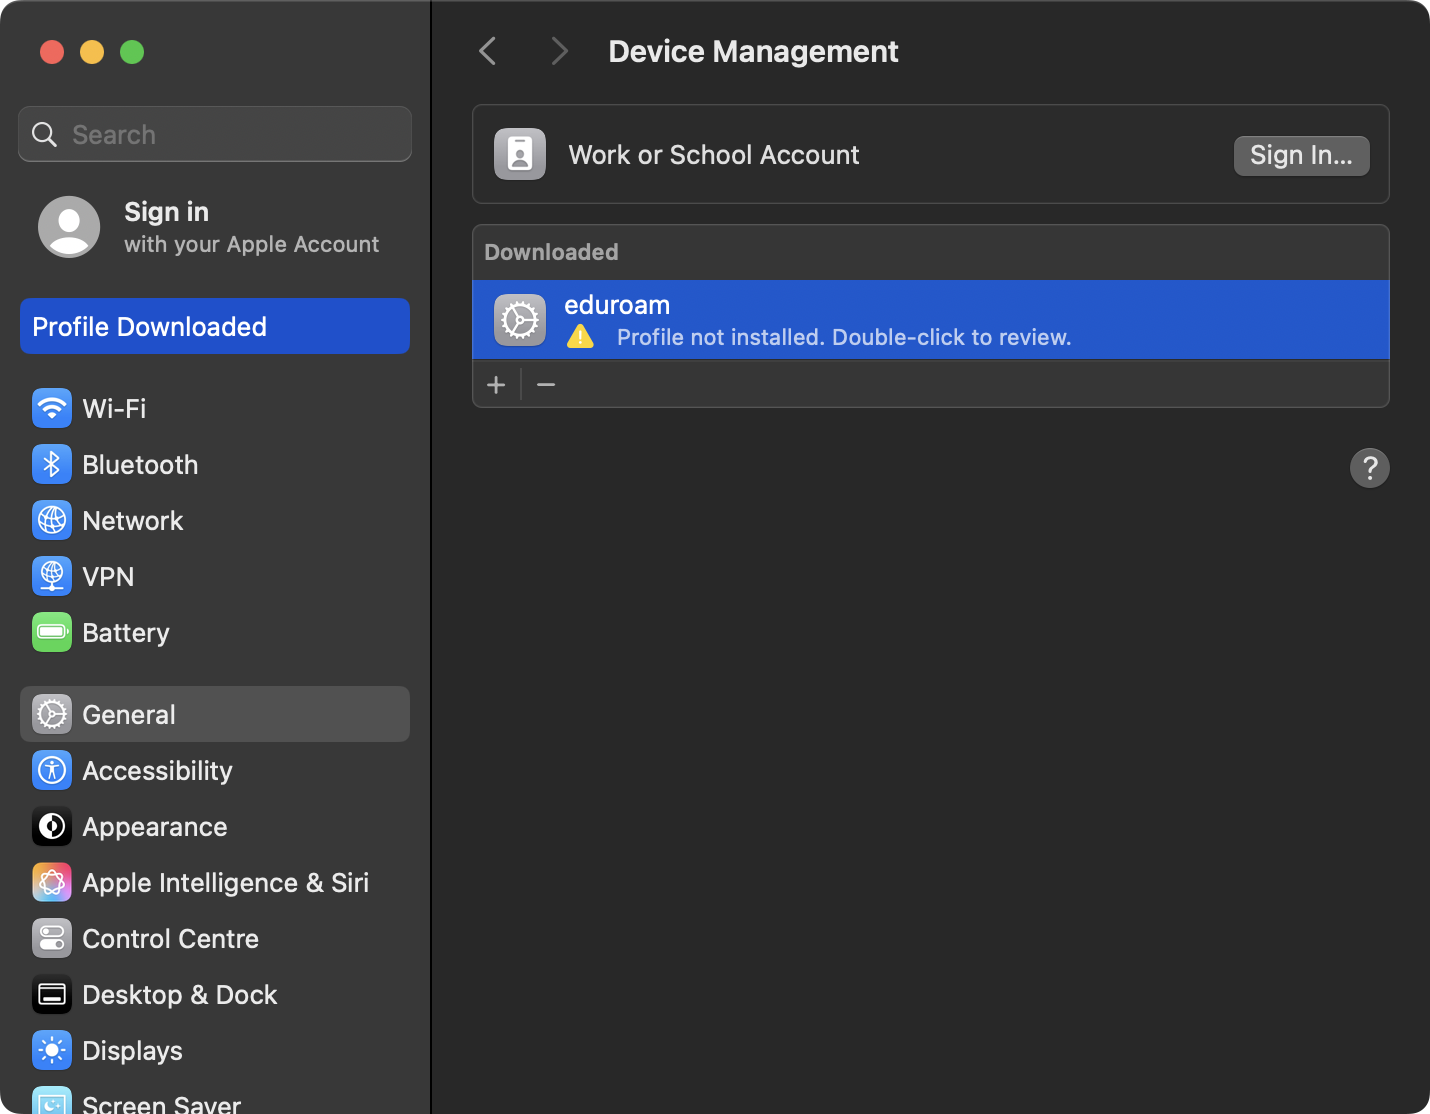 Search
Sign in
with your Apple Account
Profile Downloaded
Wi-Fi
Bluetooth
Network
VPN
Battery
General
Accessibility
Appearance
Apple Intelligence & Siri
Control Centre
Desktop & Dock
Displays
Screen Saver
Device Management
Work or School Account
Sign In...
Downloaded
eduroam
Profile not installed. Double-click to review.
?